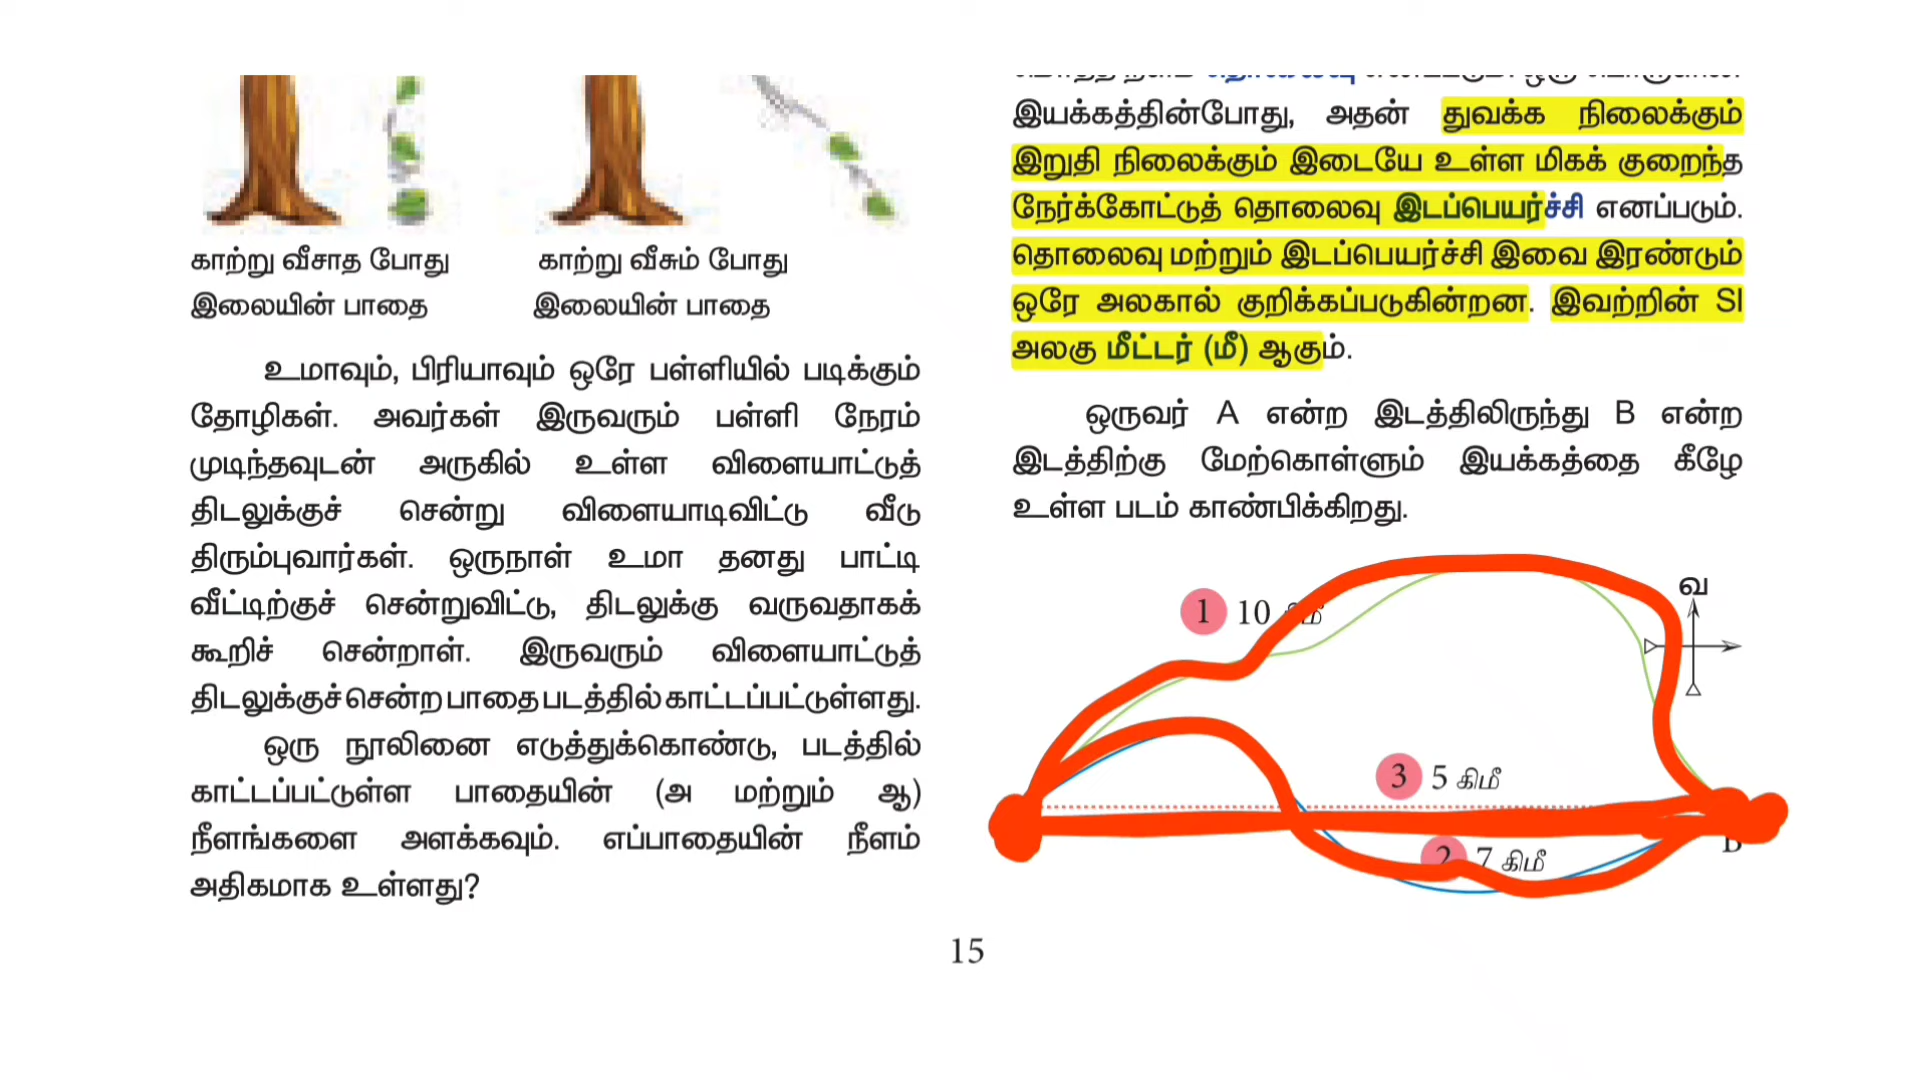 காற்று வீசாத போது
இலையின் பாதை
காற்று வீசும் போது
இலையின் பாதை
உமாவும், பிரியாவும் ஒரே பள்ளியில் படிக்கும்
தோழிகள். அவர்கள் இருவரும் பள்ளி நேரம்
முடிந்தவுடன் அருகில் உள்ள விளையாட்டுத்
திடலுக்குச் சென்று விளையாடிவிட்டு வீடு
திரும்புவார்கள். ஒருநாள் உமா தனது பாட்டி
வீட்டிற்குச் சென்றுவிட்டு, திடலுக்கு வருவதாகக்
கூறிச் சென்றாள். இருவரும் விளையாட்டுத்
திடலுக்குச் சென்ற பாதை படத்தில் காட்டப்பட்டுள்ளது.
ஒரு நூலினை எடுத்துக்கொண்டு, படத்தில்
காட்டப்பட்டுள்ள பாதையின் (அ மற்றும் ஆ)
நீளங்களை அளக்கவும். எப்பாதையின் நீளம்
அதிகமாக உள்ளது?
இயக்கத்தின்போது, அதன் துவக்க நிலைக்கும்
இறுதி நிலைக்கும் இடையே உள்ள மிகக் குறைந்த
நேர்க்கோட்டுத் தொலைவு இடப்பெயர்ச்சி எனப்படும்.
தொலைவு மற்றும் இடப்பெயர்ச்சி இவை இரண்டும்
ஒரே அலகால் குறிக்கப்படுகின்றன. இவற்றின் SI
அலகு மீட்டர் (மீ) ஆகும்.
ஒருவர் A என்ற இடத்திலிருந்து B என்ற
இடத்திற்கு மேற்கொள்ளும் இயக்கத்தை கீழே
உள்ள படம் காண்பிக்கிறது.
வ
1 10
3 5 கிமீ
2 7 கிமீ
B
15